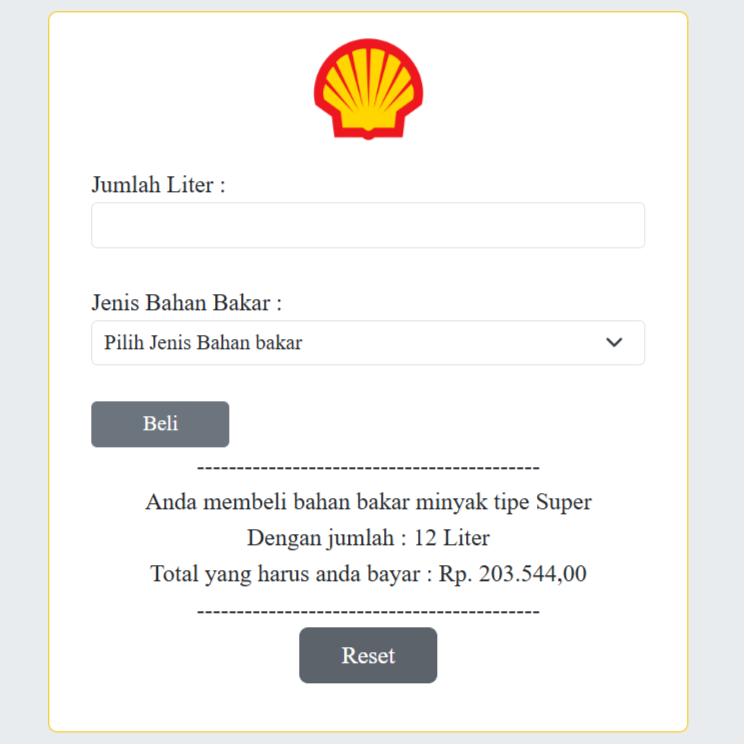 Jumlah Liter :
Jenis Bahan Bakar :
Pilih Jenis Bahan bakar
Beli
-------------------------------------------
Anda membeli bahan bakar minyak tipe Super
Dengan jumlah : 12 Liter
Total yang harus anda bayar : Rp. 203.544,00
-------------------------------------------
Reset